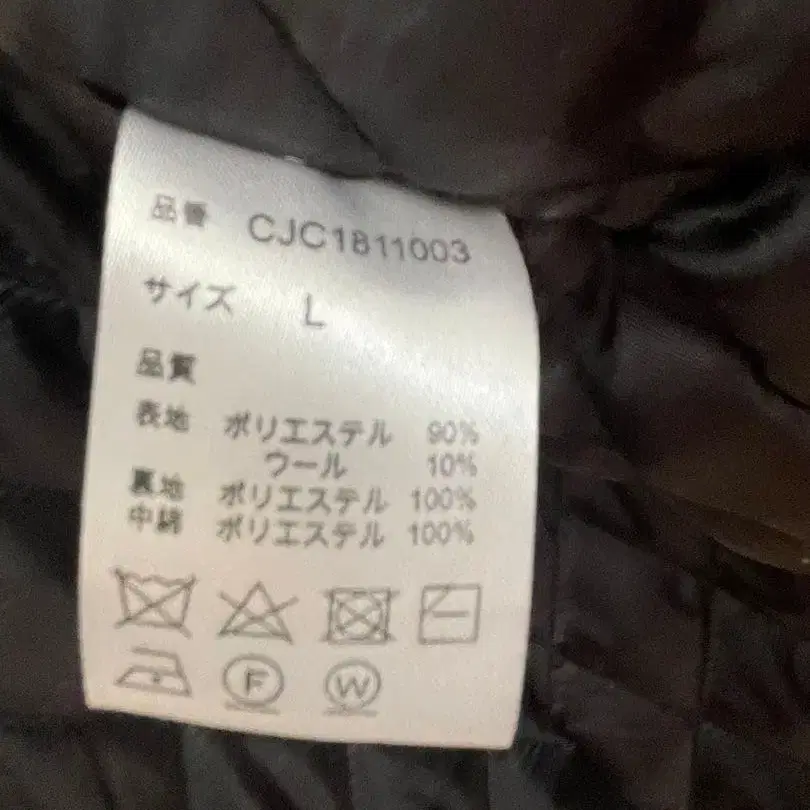 品番 CJC1811003
サイズ L
品質
表地 ポリエステル 90%
ウール 10%
裏地 ポリエステル 100%
中綿 ポリエステル 100%
F W